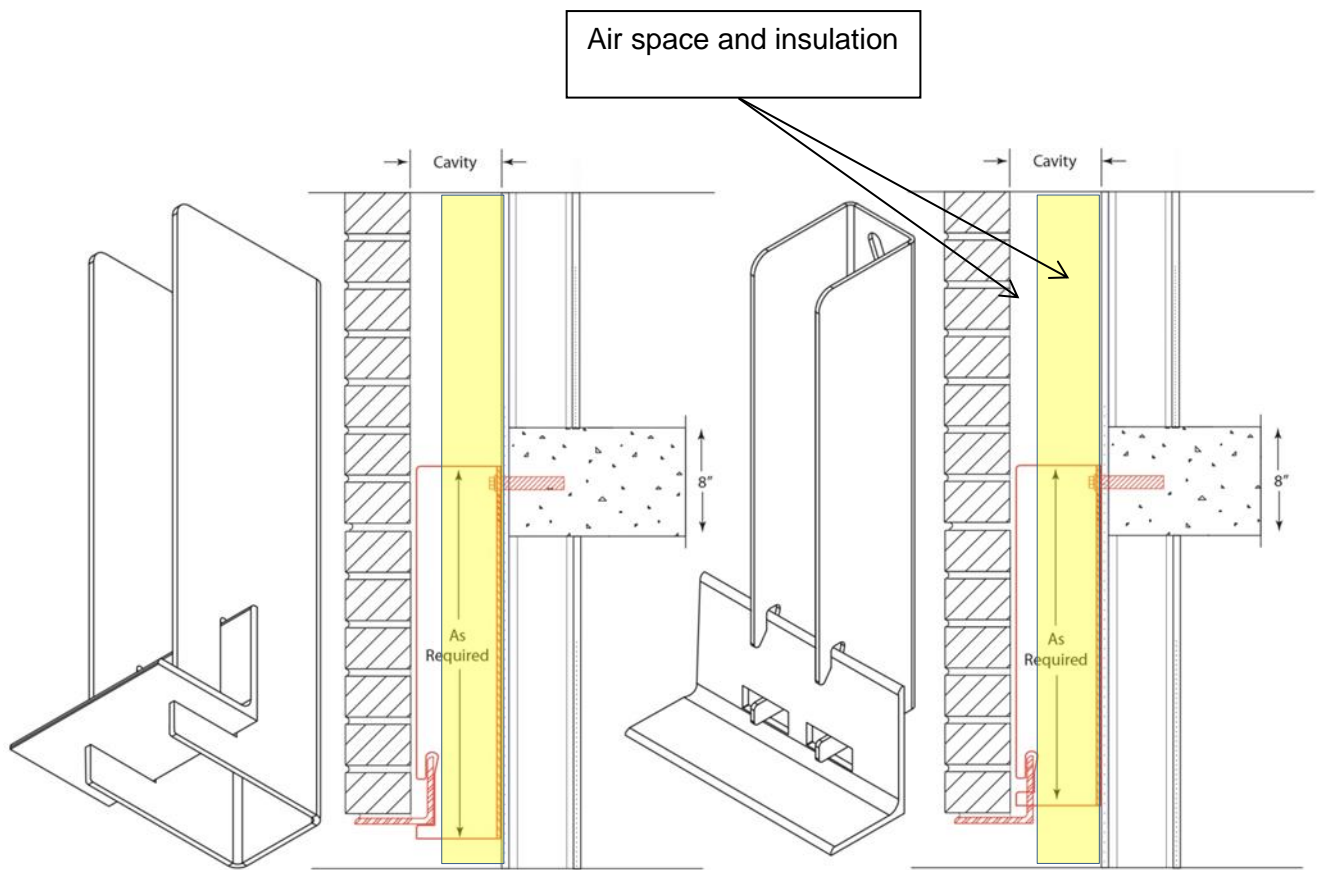 Air space and insulation
Cavity
Cavity
8"
8"
As
Required
As
Required